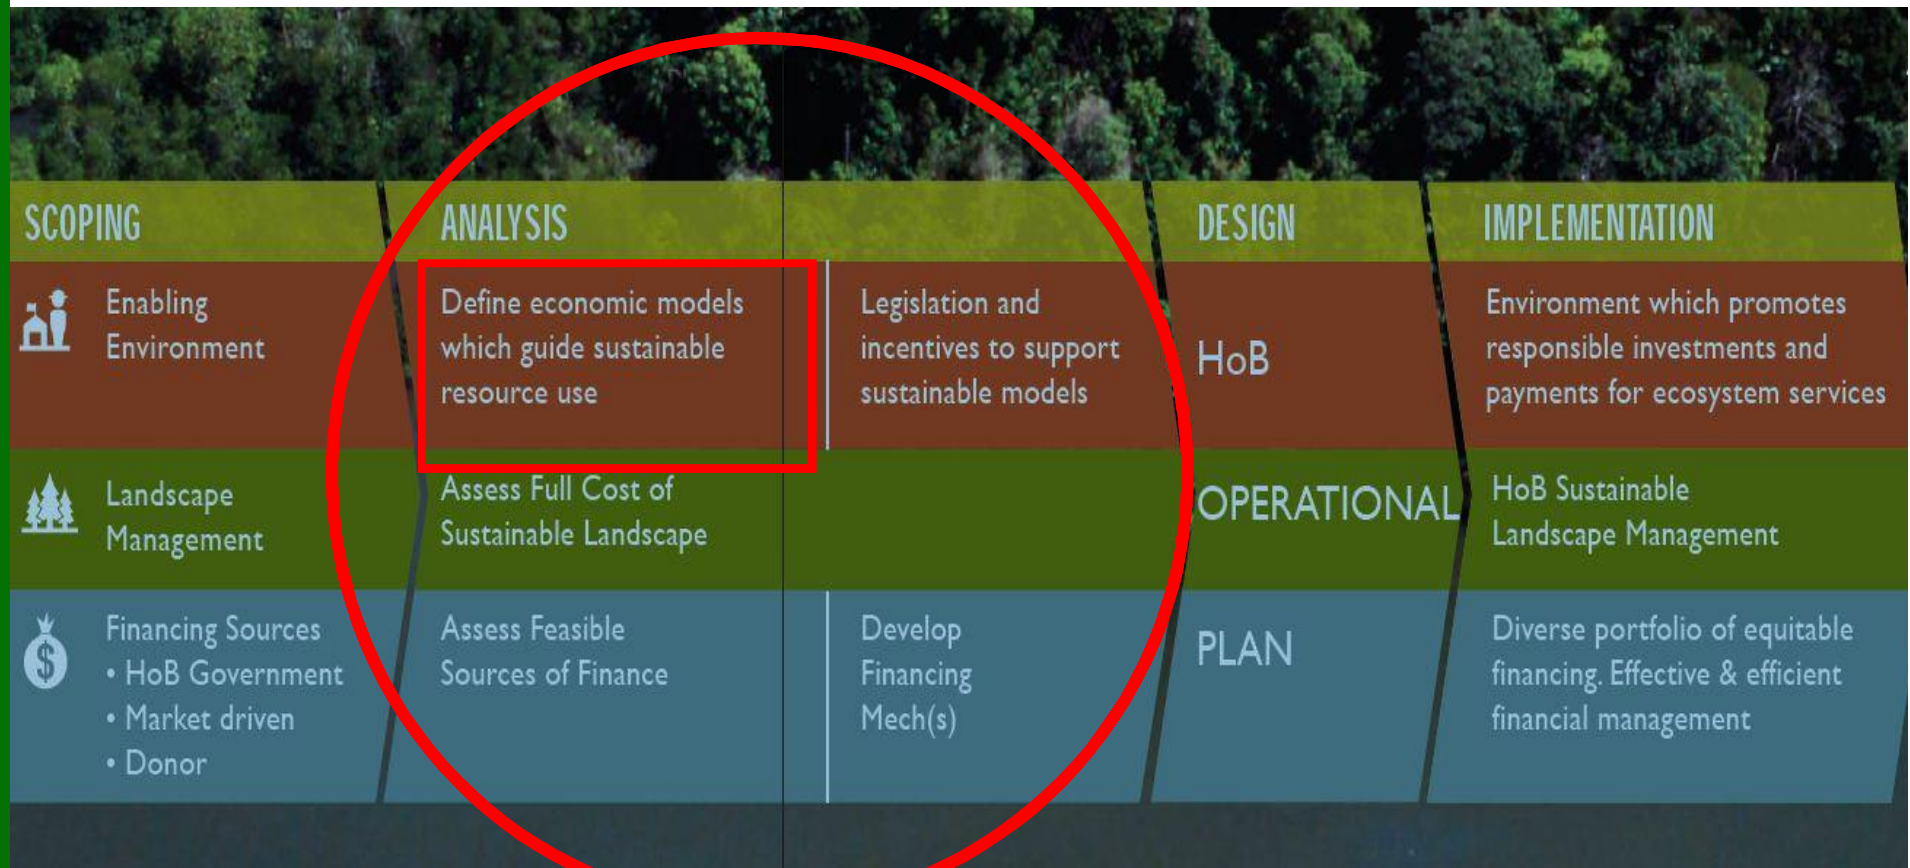 SCOPING
ANALYSIS
DESIGN
IMPLEMENTATION
Enabling
Environment
Define economic models
which guide sustainable
resource use
Legislation and
incentives to support
sustainable models
HoB
Environment which promotes
responsible investments and
payments for ecosystem services
Landscape
Management
Assess Full Cost of
Sustainable Landscape
OPERATIONAL
HoB Sustainable
Landscape Management
Financing Sources
• HoB Government
• Market driven
• Donor
$
Assess Feasible
Sources of Finance
Develop
Financing
Mech(s)
PLAN
Diverse portfolio of equitable
financing. Effective & efficient
financial management